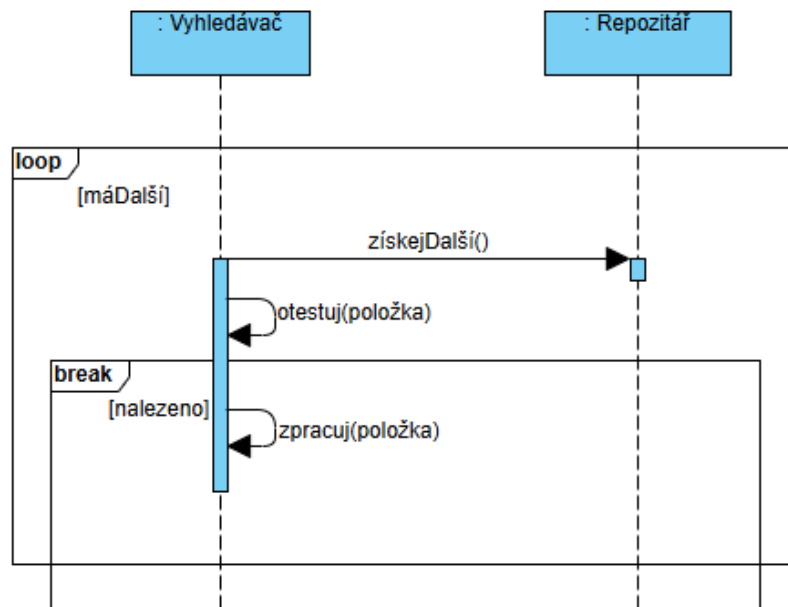 : Vyhledávač
: Repozitář
loop
[máDalší]
získejDalší()
otestuj(položka)
break
[nalezeno]
zpracuj(položka)